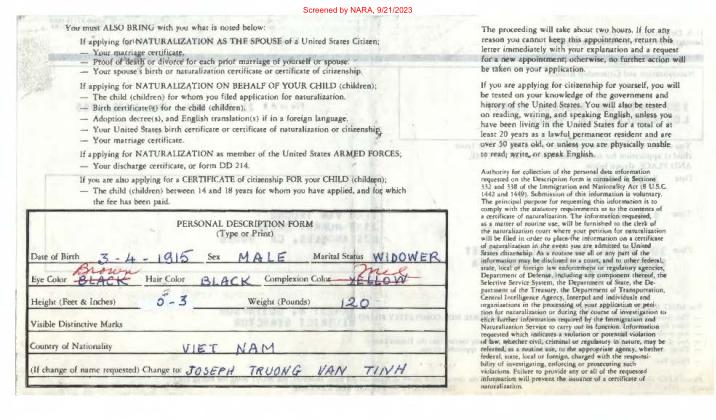 Screened by NARA, 9/21/2023
You must ALSO BRING with you what is noted below:
If applying for NATURALIZATION AS THE SPOUSE of a United States Citizen;
— Your marriage certificate.
— Proof of death or divorce for each prior marriage of yourself or spouse.
— Your spouse's birth or naturalization certificate or certificate of citizenship.
If applying for NATURALIZATION ON BEHALF OF YOUR CHILD (children);
— The child (children) for whom you filed application for naturalization.
— Birth certificate(s) for the child (children).
— Adoption decree(s), and English translation(s) if in a foreign language.
— Your United States birth certificate or certificate of naturalization or citizenship.
— Your marriage certificate.
If applying for NATURALIZATION as member of the United States ARMED FORCES;
— Your discharge certificate, or form DD 214.
If you are also applying for a CERTIFICATE of citizenship FOR your CHILD (children);
— The child (children) between 14 and 18 years for whom you have applied, and for which
the fee has been paid.
PERSONAL DESCRIPTION FORM
(Type or Print)
Date of Birth 3-4-1915 Sex MALE Marital Status WIDOWER
Brown Med
Eye Color BLACK Hair Color BLACK Complexion Color YELLOW
Height (Feet & Inches) 5-3 Weight (Pounds) 120
Visible Distinctive Marks
Country of Nationality VIET NAM
(If change of name requested) Change to: JOSEPH TRUONG VAN TINH
The proceeding will take about two hours. If for any
reason you cannot keep this appointment, return this
letter immediately with your explanation and a request
for a new appointment; otherwise, no further action will
be taken on your application.
If you are applying for citizenship for yourself, you will
be tested on your knowledge of the government and
history of the United States. You will also be tested
on reading, writing, and speaking English, unless you
have been living in the United States for a total of at
least 20 years as a lawful permanent resident and are
over 50 years old, or unless you are physically unable
to read, write, or speak English.
Authority for collection of the personal data information
requested on the Description form is contained in Sections
332 and 338 of the Immigration and Nationality Act (8 U.S.C.
1442 and 1449). Submission of this information is voluntary.
The principal purpose for requesting this information is to
comply with the statutory requirements as to the contents of
a certificate of naturalization. The information requested,
as a matter of routine use, will be furnished to the clerk of
the naturalization court where your petition for naturalization
will be filed in order to place the information on a certificate
of naturalization in the event you are admitted to United
States citizenship. As a routine use all or any part of the
information may be disclosed to a court, and to other federal,
state, local or foreign law enforcement or regulatory agencies,
Department of Defense, including any component thereof, the
Selective Service System, the Department of State, the De-
partment of the Treasury, the Department of Transportation,
Central Intelligence Agency, Interpol and individuals and
organizations in the processing of your application or peti-
tion for naturalization or during the course of investigation to
elicit further information required by the Immigration and
Naturalization Service to carry out its function. Information
requested which indicates a violation or potential violation
of law, whether civil, criminal or regulatory in nature, may be
referred, as a routine use, to the appropriate agency, whether
federal, state, local or foreign, charged with the responsi-
bility of investigating, enforcing or prosecuting such
violations. Failure to provide any or all of the requested
information will prevent the issuance of a certificate of
naturalization.